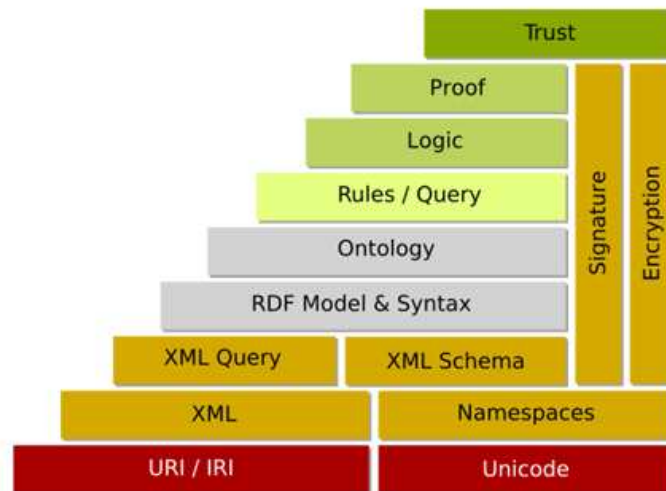 Trust
Proof
Logic
Rules / Query
Ontology
RDF Model & Syntax
XML Query
XML Schema
Signature
Encryption
XML
Namespaces
URI / IRI
Unicode